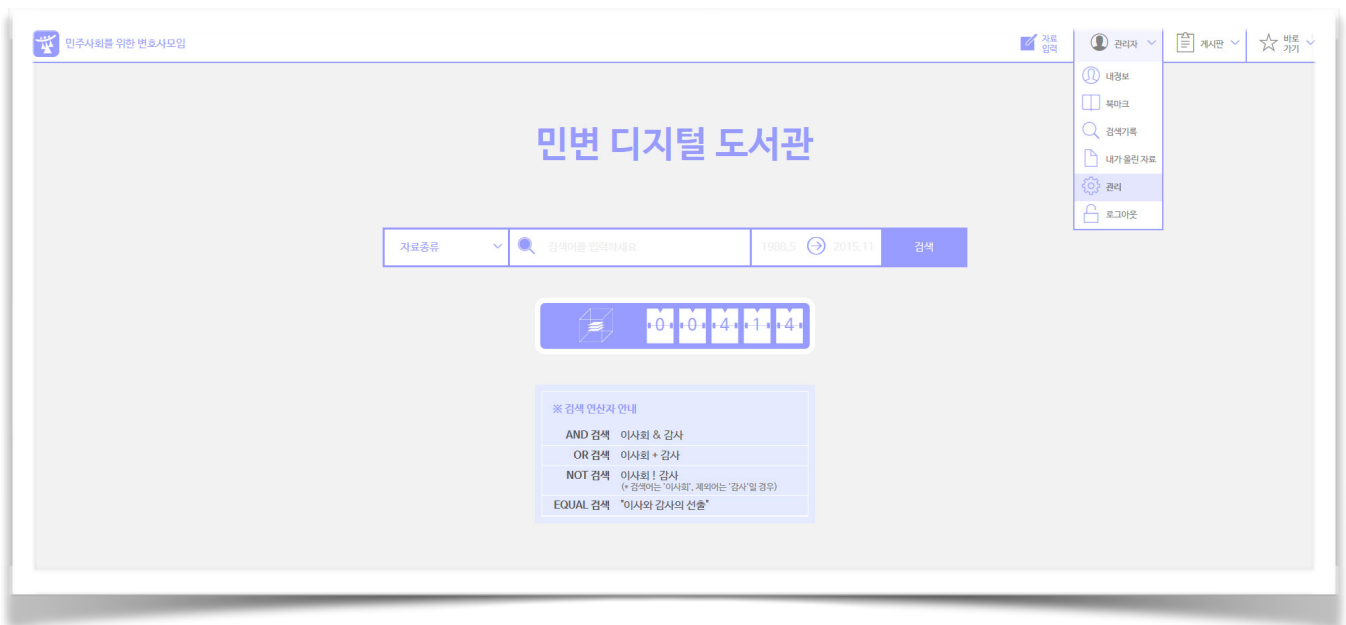 민주사회를 위한 변호사모임
자료
입력
관리자
게시판
바로
가기
내정보
북마크
검색기록
내가 올린 자료
관리
로그아웃
민변 디지털 도서관
자료종류
검색어를 입력하세요
1988.5
2015.11
검색
0 0 4 1 4
※ 검색 연산자 안내
AND 검색 이사회 & 감사
OR 검색 이사회 + 감사
NOT 검색 이사회 ! 감사
(* 검색어는 '이사회', 제외어는 '감사'일 경우)
EQUAL 검색 "이사와 감사의 선출"